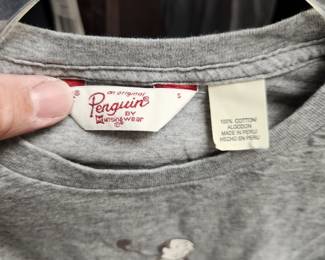 an original
Penguin
BY
Munsingwear
S
S
100% COTTON/
ALGODON
MADE IN PERU/
HECHO EN PERU